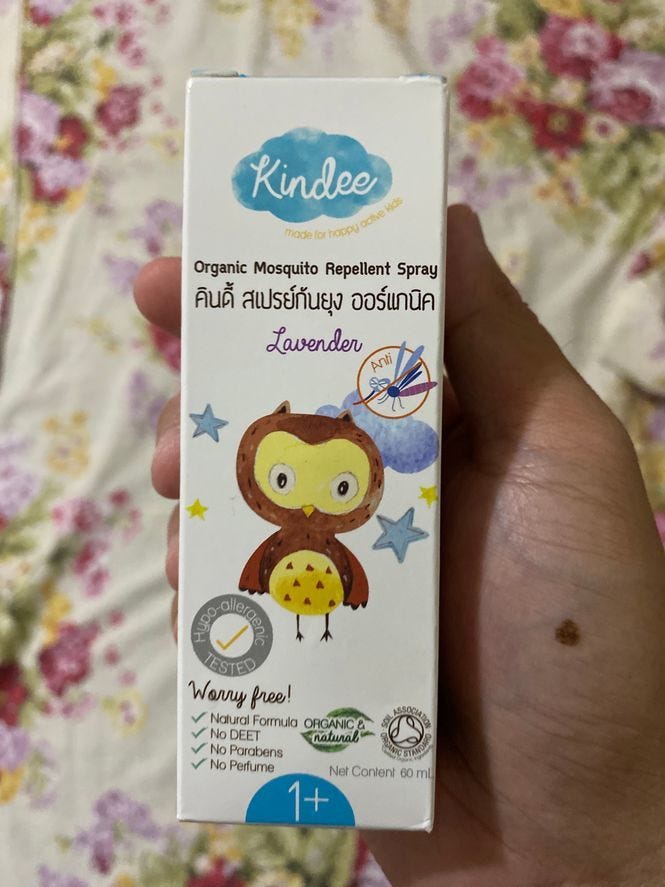 Kindee
made for happy active kids
Organic Mosquito Repellent Spray
คินดี้ สเปรย์กันยุง ออร์แกนิค
Lavender
Anti
Hypo-allergenic
TESTED
Worry free!
Natural Formula
No DEET
No Parabens
No Perfume
ORGANIC &
natural
SOIL ASSOCIATION
ORGANIC STANDARD
Net Content 60 mL
1+